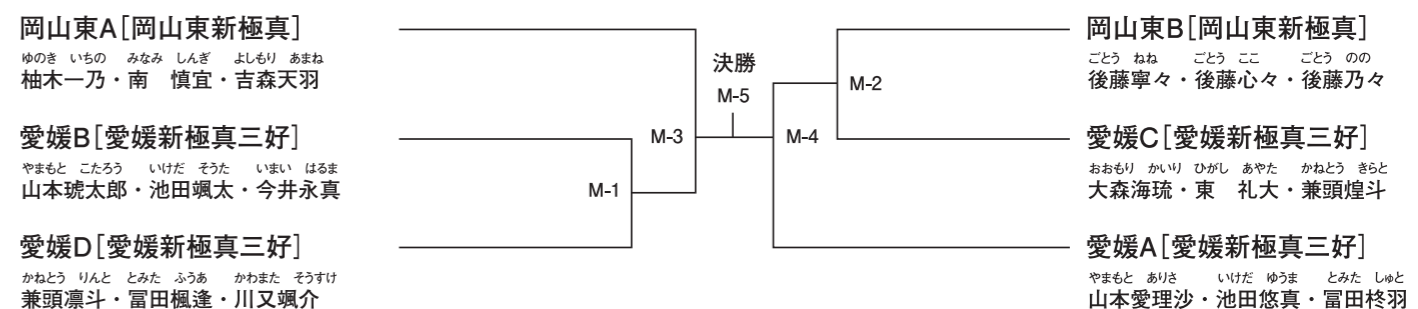 岡山東A[岡山東新極真]
ゆのき いちの みなみ しんぎ よしもり あまね
柚木一乃・南 慎宜・吉森天羽
愛媛B[愛媛新極真三好]
やまもと こたろう いけだ そうた いまい はるま
山本琥太郎・池田颯太・今井永真
愛媛D[愛媛新極真三好]
かねとう りんと とみた ふうあ かわまた そうすけ
兼頭凛斗・冨田楓逢・川又颯介
M-1
M-3
決勝
M-5
M-4
M-2
岡山東B[岡山東新極真]
ごとう ねね ごとう ここ ごとう のの
後藤寧々・後藤心々・後藤乃々
愛媛C[愛媛新極真三好]
おおもり かいり ひがし あやた かねとう きらと
大森海琉・東 礼大・兼頭煌斗
愛媛A[愛媛新極真三好]
やまもと ありさ いけだ ゆうま とみた しゅと
山本愛理沙・池田悠真・冨田柊羽